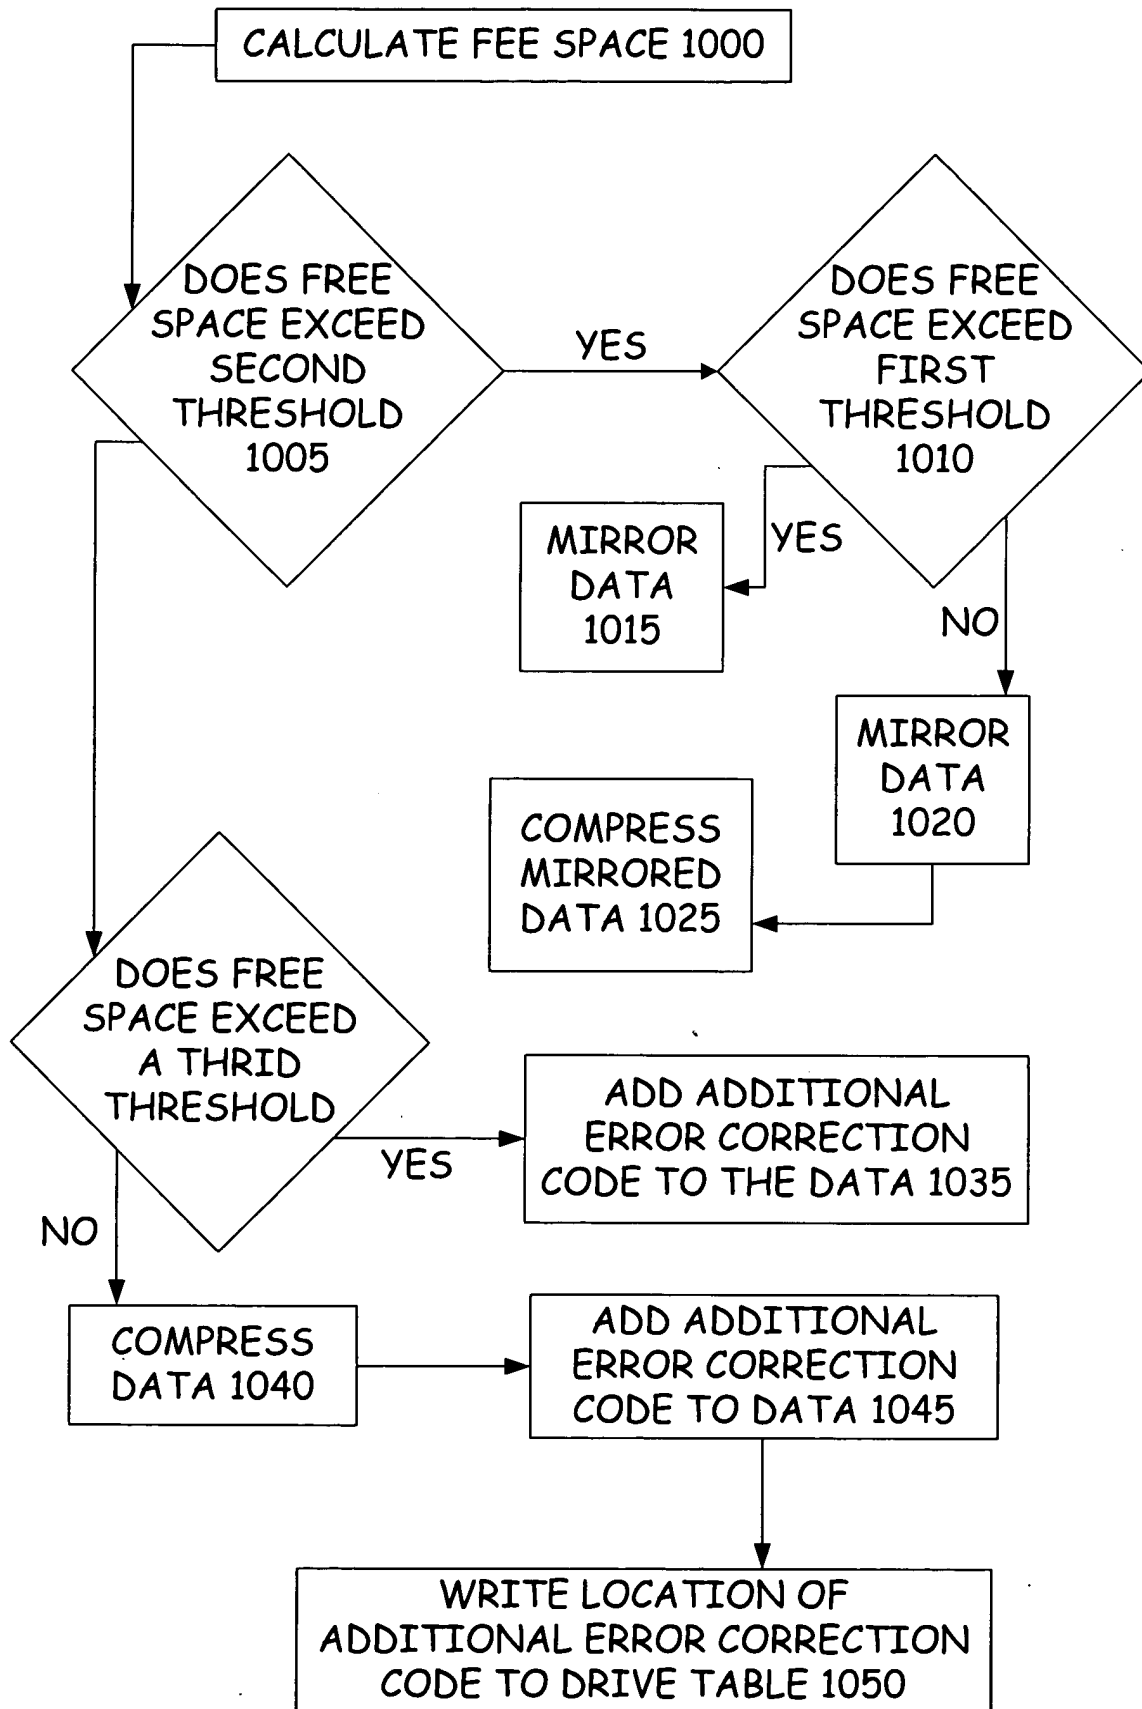 CALCULATE FEE SPACE 1000
DOES FREE
SPACE EXCEED
SECOND
THRESHOLD
1005
YES
DOES FREE
SPACE EXCEED
FIRST
THRESHOLD
1010
YES
MIRROR
DATA
1015
NO
MIRROR
DATA
1020
COMPRESS
MIRRORED
DATA 1025
DOES FREE
SPACE EXCEED
A THRID
THRESHOLD
YES
ADD ADDITIONAL
ERROR CORRECTION
CODE TO THE DATA 1035
NO
COMPRESS
DATA 1040
ADD ADDITIONAL
ERROR CORRECTION
CODE TO DATA 1045
WRITE LOCATION OF
ADDITIONAL ERROR CORRECTION
CODE TO DRIVE TABLE 1050